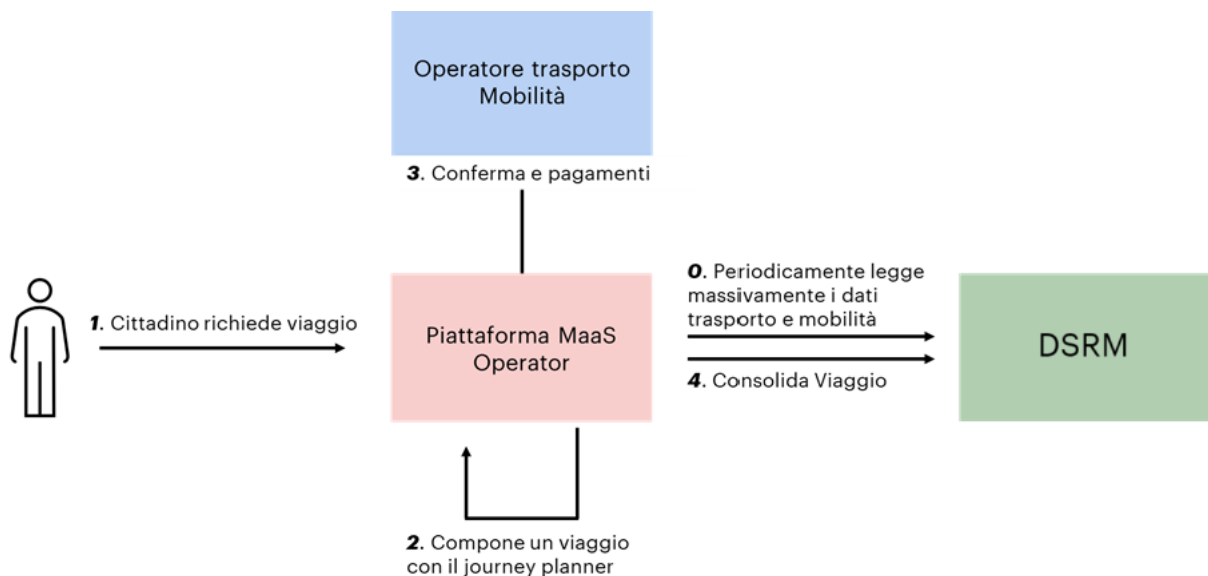 Operatore trasporto
Mobilità
3. Conferma e pagamenti
1. Cittadino richiede viaggio
Piattaforma MaaS
Operator
0. Periodicamente legge
massivamente i dati
trasporto e mobilità
4. Consolida Viaggio
DSRM
2. Compone un viaggio
con il journey planner